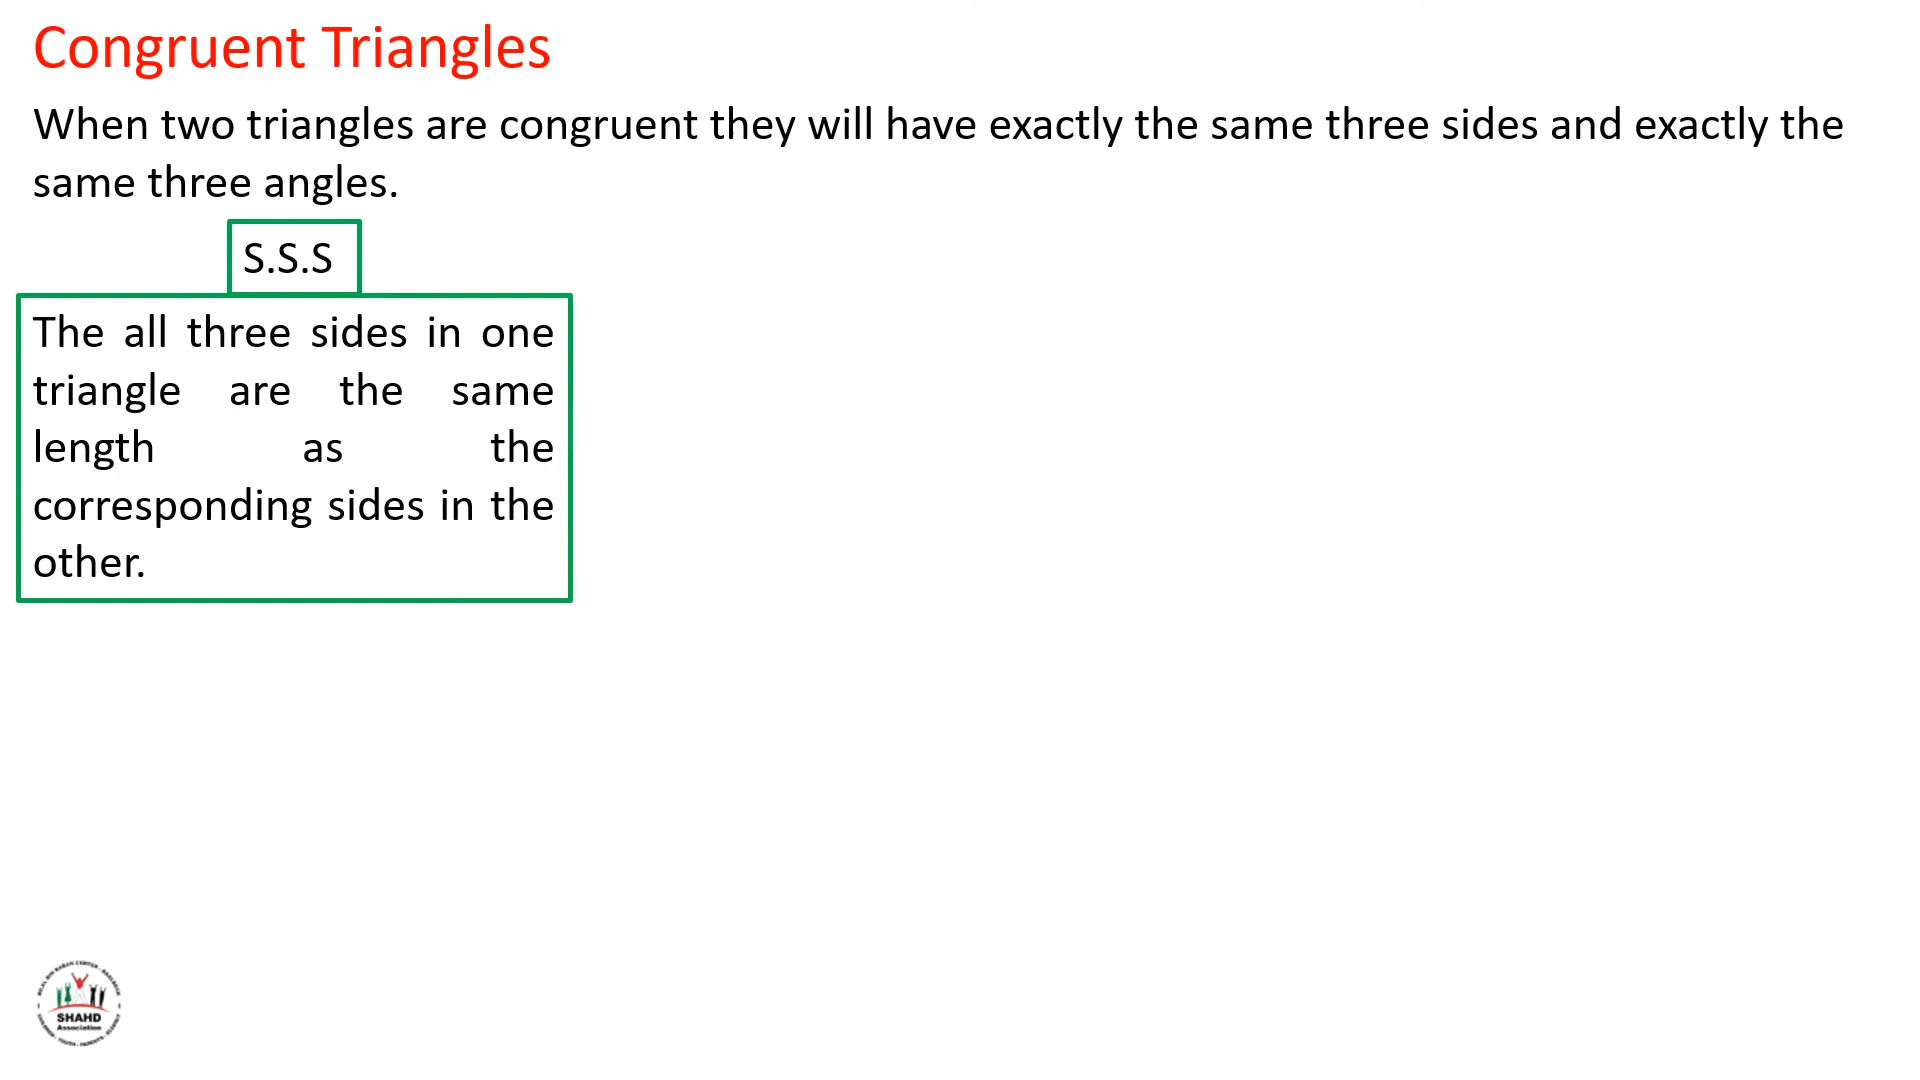 Congruent Triangles
When two triangles are congruent they will have exactly the same three sides and exactly the
same three angles.
S.S.S
The all three sides in one
triangle are the same
length as the
corresponding sides in the
other.
SHAHD
Association